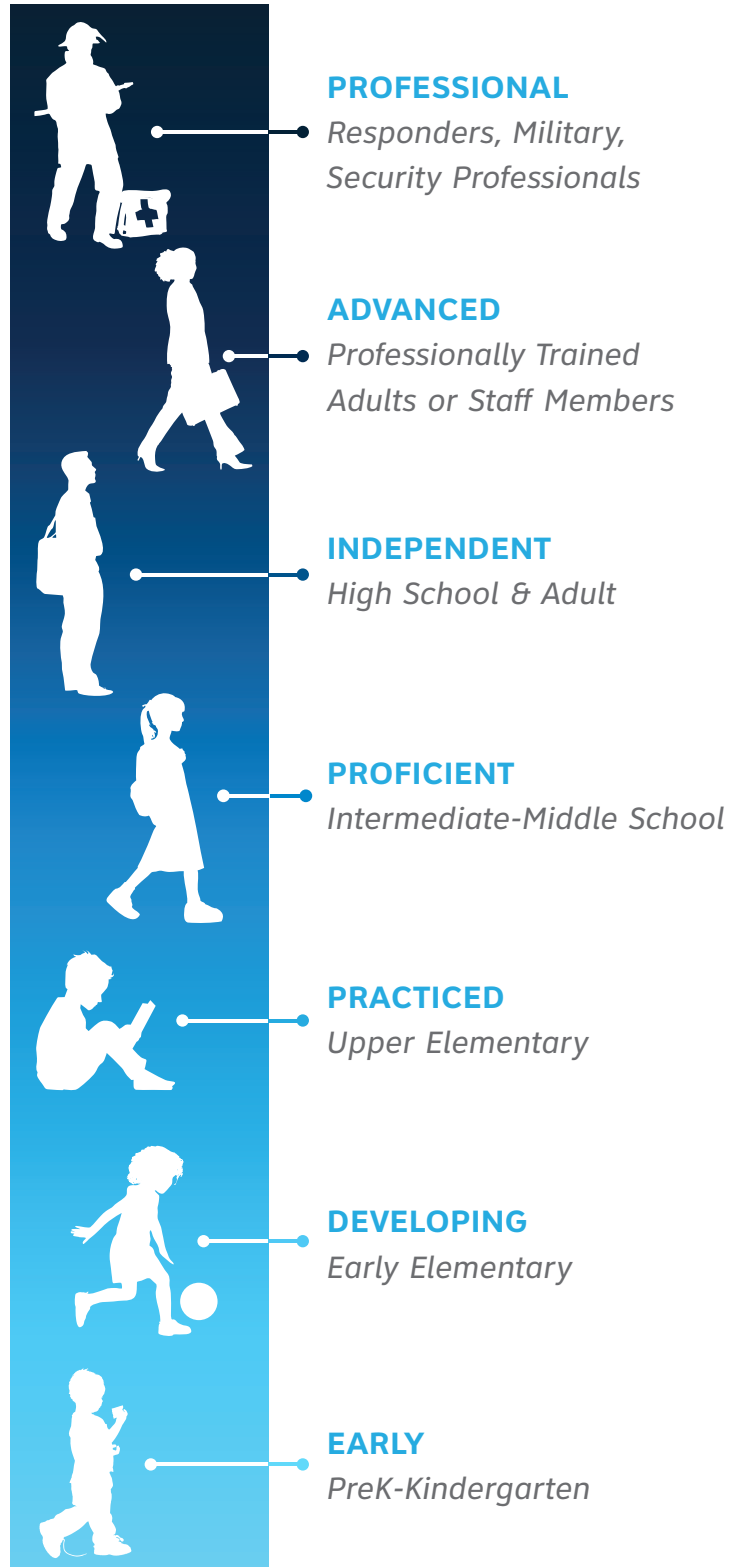 PROFESSIONAL
Responders, Military,
Security Professionals
ADVANCED
Professionally Trained
Adults or Staff Members
INDEPENDENT
High School & Adult
PROFICIENT
Intermediate-Middle School
PRACTICED
Upper Elementary
DEVELOPING
Early Elementary
EARLY
PreK-Kindergarten